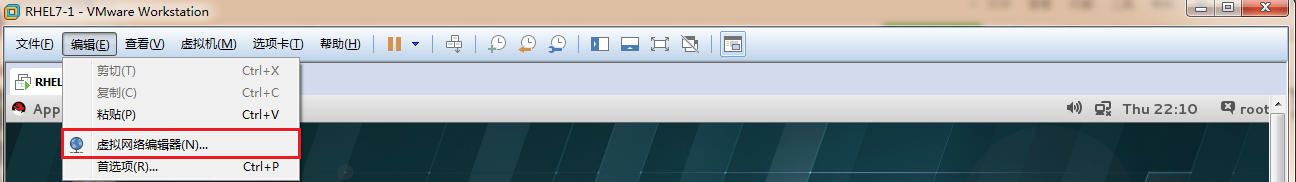 RHEL7-1 - VMware Workstation
文件(F) 编辑(E) 查看(V) 虚拟机(M) 选项卡(T) 帮助(H)
剪切(T) Ctrl+X
RHEL
复制(C) Ctrl+C
App
粘贴(P) Ctrl+V
Thu 22:10 root
虚拟网络编辑器(N)...
首选项(R)... Ctrl+P